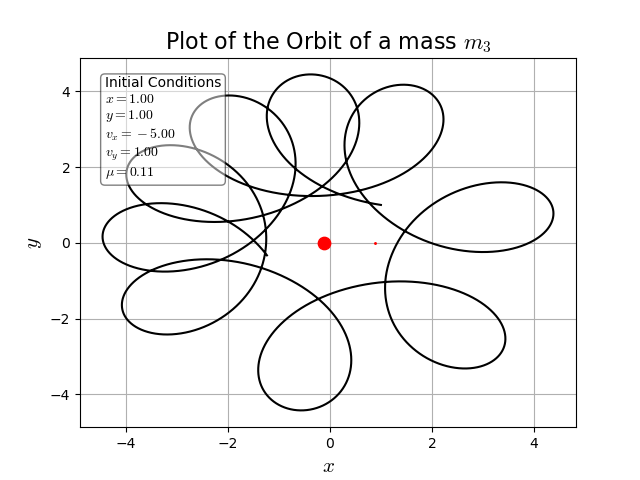 Plot of the Orbit of a mass m₃
Initial Conditions
x = 1.00
y = 1.00
vₓ = −5.00
v_y = 1.00
μ = 0.11
4
2
0
−2
−4
y
−4
−2
0
2
4
x